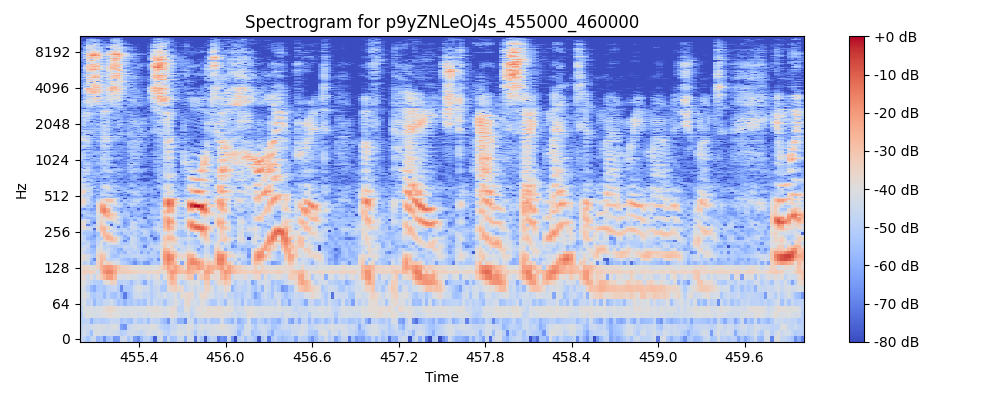 Spectrogram for p9yZNLeOj4s_455000_460000
8192
4096
2048
1024
512
256
128
64
0
Hz
455.4
456.0
456.6
457.2
457.8
458.4
459.0
459.6
Time
+0 dB
-10 dB
-20 dB
-30 dB
-40 dB
-50 dB
-60 dB
-70 dB
-80 dB